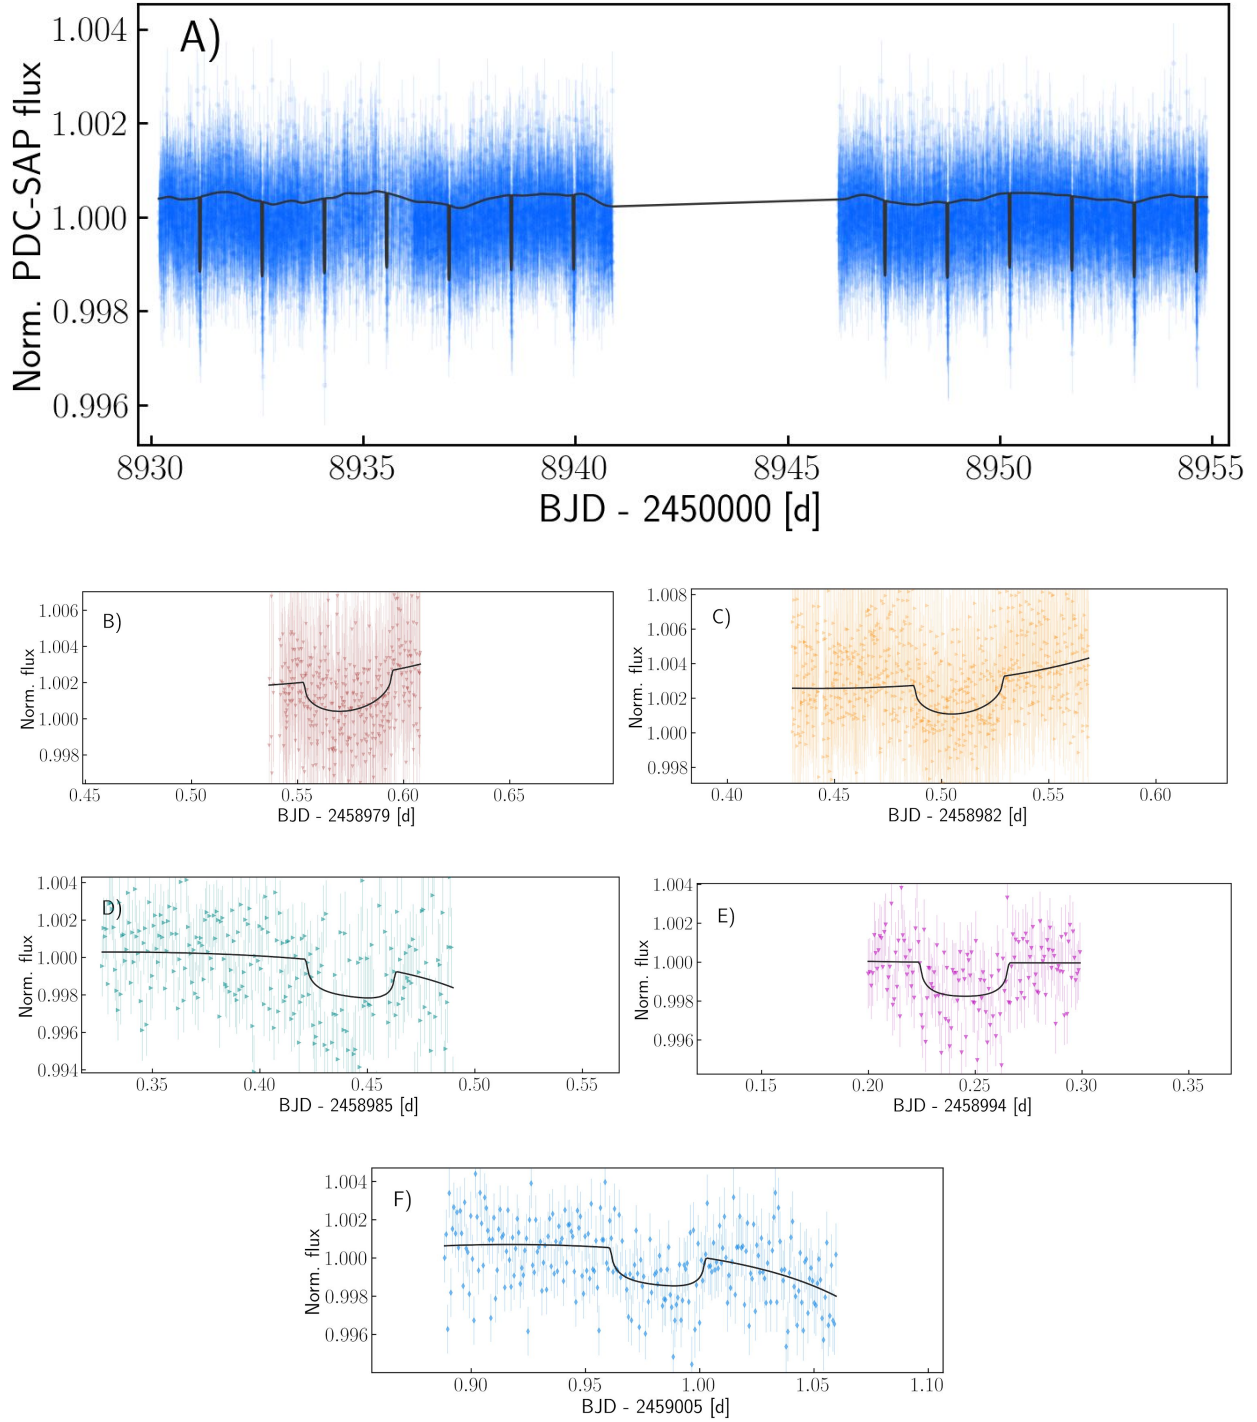 A)
1.004
1.002
1.000
0.998
0.996
Norm. PDC-SAP flux
8930 8935 8940 8945 8950 8955
BJD - 2450000 [d]
B)
1.006
1.004
1.002
1.000
0.998
Norm. flux
0.45 0.50 0.55 0.60 0.65
BJD - 2458979 [d]
C)
1.008
1.006
1.004
1.002
1.000
0.998
Norm. flux
0.40 0.45 0.50 0.55 0.60
BJD - 2458982 [d]
D)
1.004
1.002
1.000
0.998
0.996
0.994
Norm. flux
0.35 0.40 0.45 0.50 0.55
BJD - 2458985 [d]
E)
1.004
1.002
1.000
0.998
0.996
Norm. flux
0.15 0.20 0.25 0.30 0.35
BJD - 2458994 [d]
F)
1.004
1.002
1.000
0.998
0.996
Norm. flux
0.90 0.95 1.00 1.05 1.10
BJD - 2459005 [d]